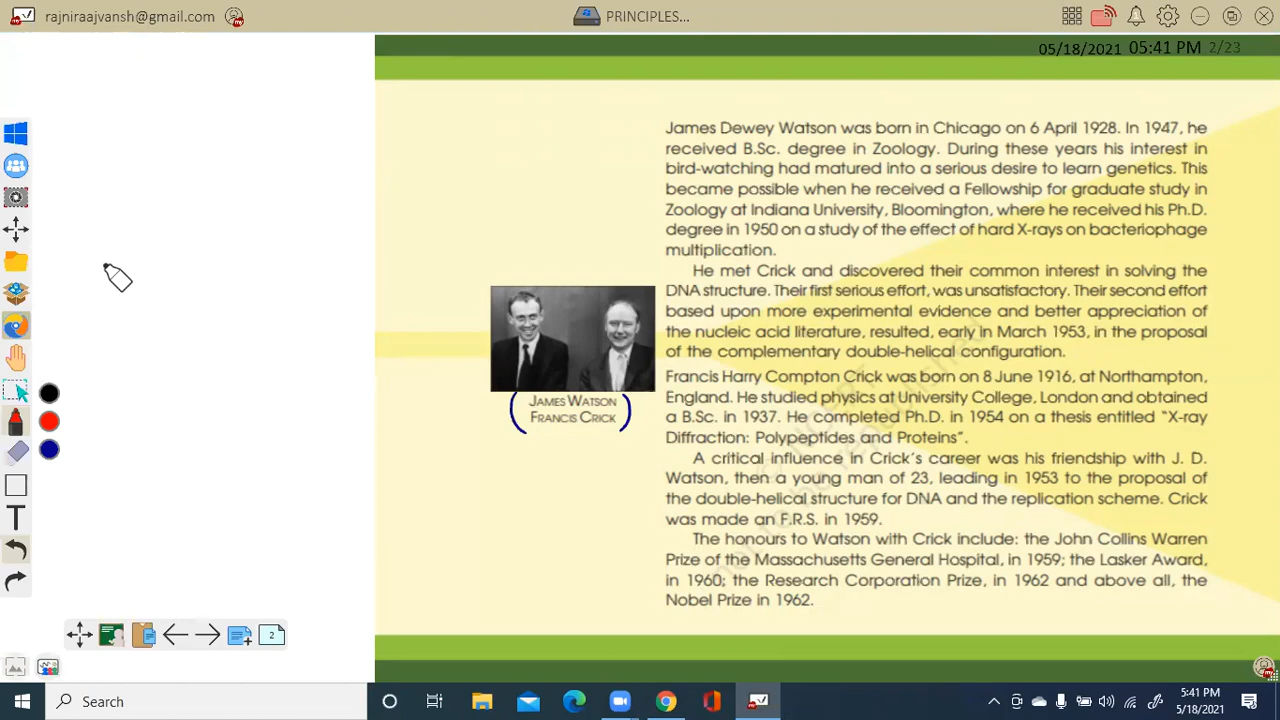 rajniraajvansh@gmail.com
PRINCIPLES...
05/18/2021 05:41 PM 2/23
James Dewey Watson was born in Chicago on 6 April 1928. In 1947, he
received B.Sc. degree in Zoology. During these years his interest in
bird-watching had matured into a serious desire to learn genetics. This
became possible when he received a Fellowship for graduate study in
Zoology at Indiana University, Bloomington, where he received his Ph.D.
degree in 1950 on a study of the effect of hard X-rays on bacteriophage
multiplication.
He met Crick and discovered their common interest in solving the
DNA structure. Their first serious effort, was unsatisfactory. Their second effort
based upon more experimental evidence and better appreciation of
the nucleic acid literature, resulted, early in March 1953, in the proposal
of the complementary double-helical configuration.
JAMES WATSON
FRANCIS CRICK
Francis Harry Compton Crick was born on 8 June 1916, at Northampton,
England. He studied physics at University College, London and obtained
a B.Sc. in 1937. He completed Ph.D. in 1954 on a thesis entitled “X-ray
Diffraction: Polypeptides and Proteins”.
A critical influence in Crick’s career was his friendship with J. D.
Watson, then a young man of 23, leading in 1953 to the proposal of
the double-helical structure for DNA and the replication scheme. Crick
was made an F.R.S. in 1959.
The honours to Watson with Crick include: the John Collins Warren
Prize of the Massachusetts General Hospital, in 1959; the Lasker Award,
in 1960; the Research Corporation Prize, in 1962 and above all, the
Nobel Prize in 1962.
T
2
Search
5:41 PM
5/18/2021